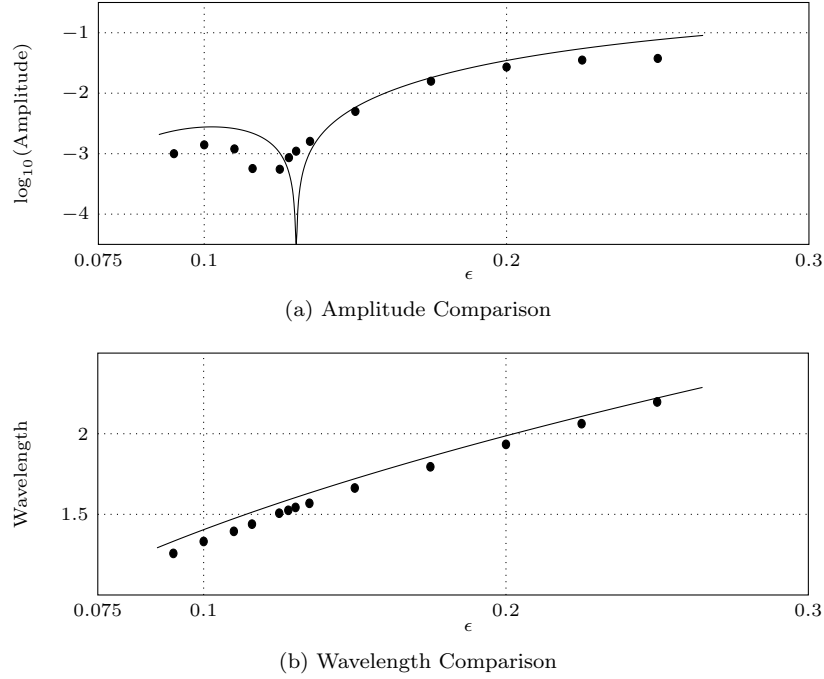 −1
−2
−3
−4
log10(Amplitude)
0.075 0.1 0.2 0.3
ϵ
(a) Amplitude Comparison
2
1.5
Wavelength
0.075 0.1 0.2 0.3
ϵ
(b) Wavelength Comparison